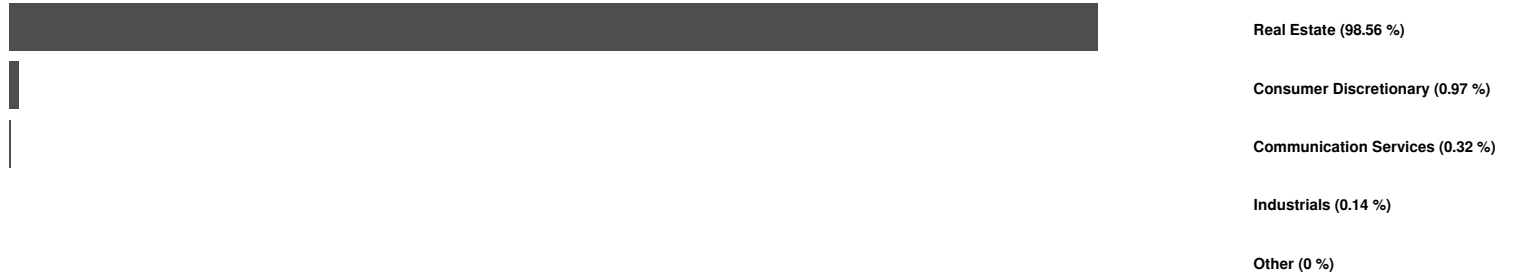 Real Estate (98.56 %)
Consumer Discretionary (0.97 %)
Communication Services (0.32 %)
Industrials (0.14 %)
Other (0 %)